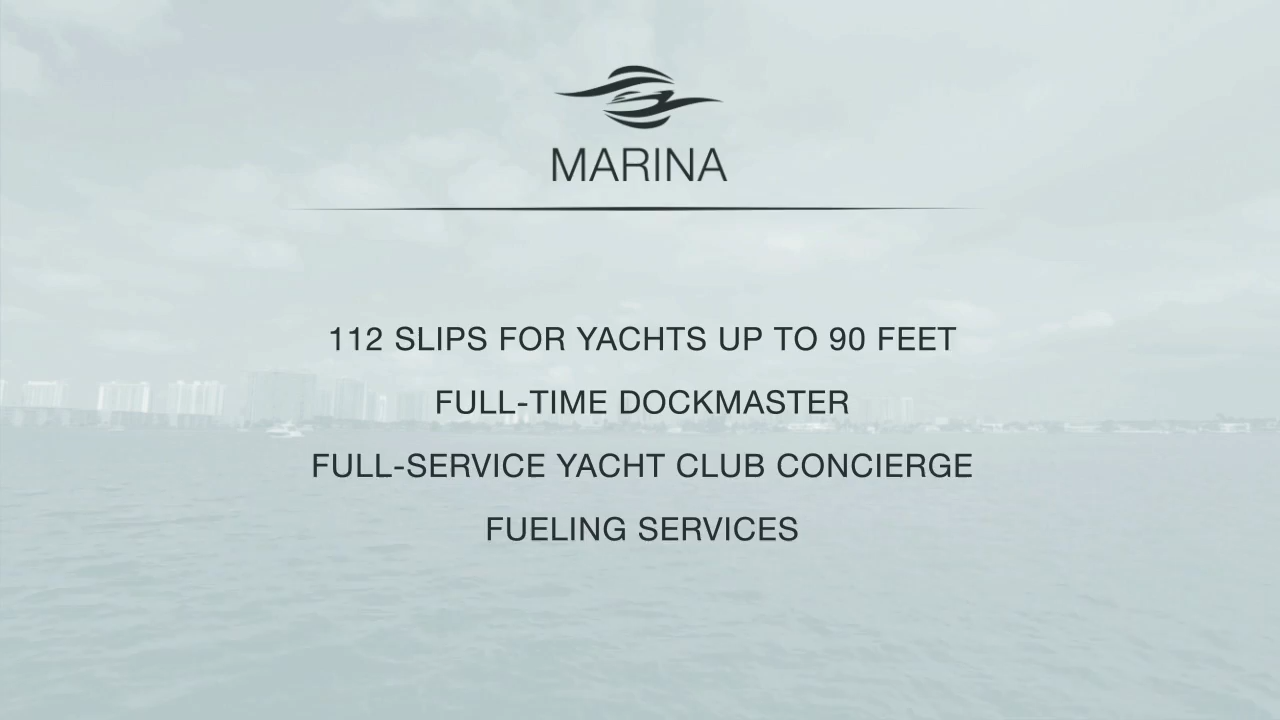 MARINA
112 SLIPS FOR YACHTS UP TO 90 FEET
FULL-TIME DOCKMASTER
FULL-SERVICE YACHT CLUB CONCIERGE
FUELING SERVICES